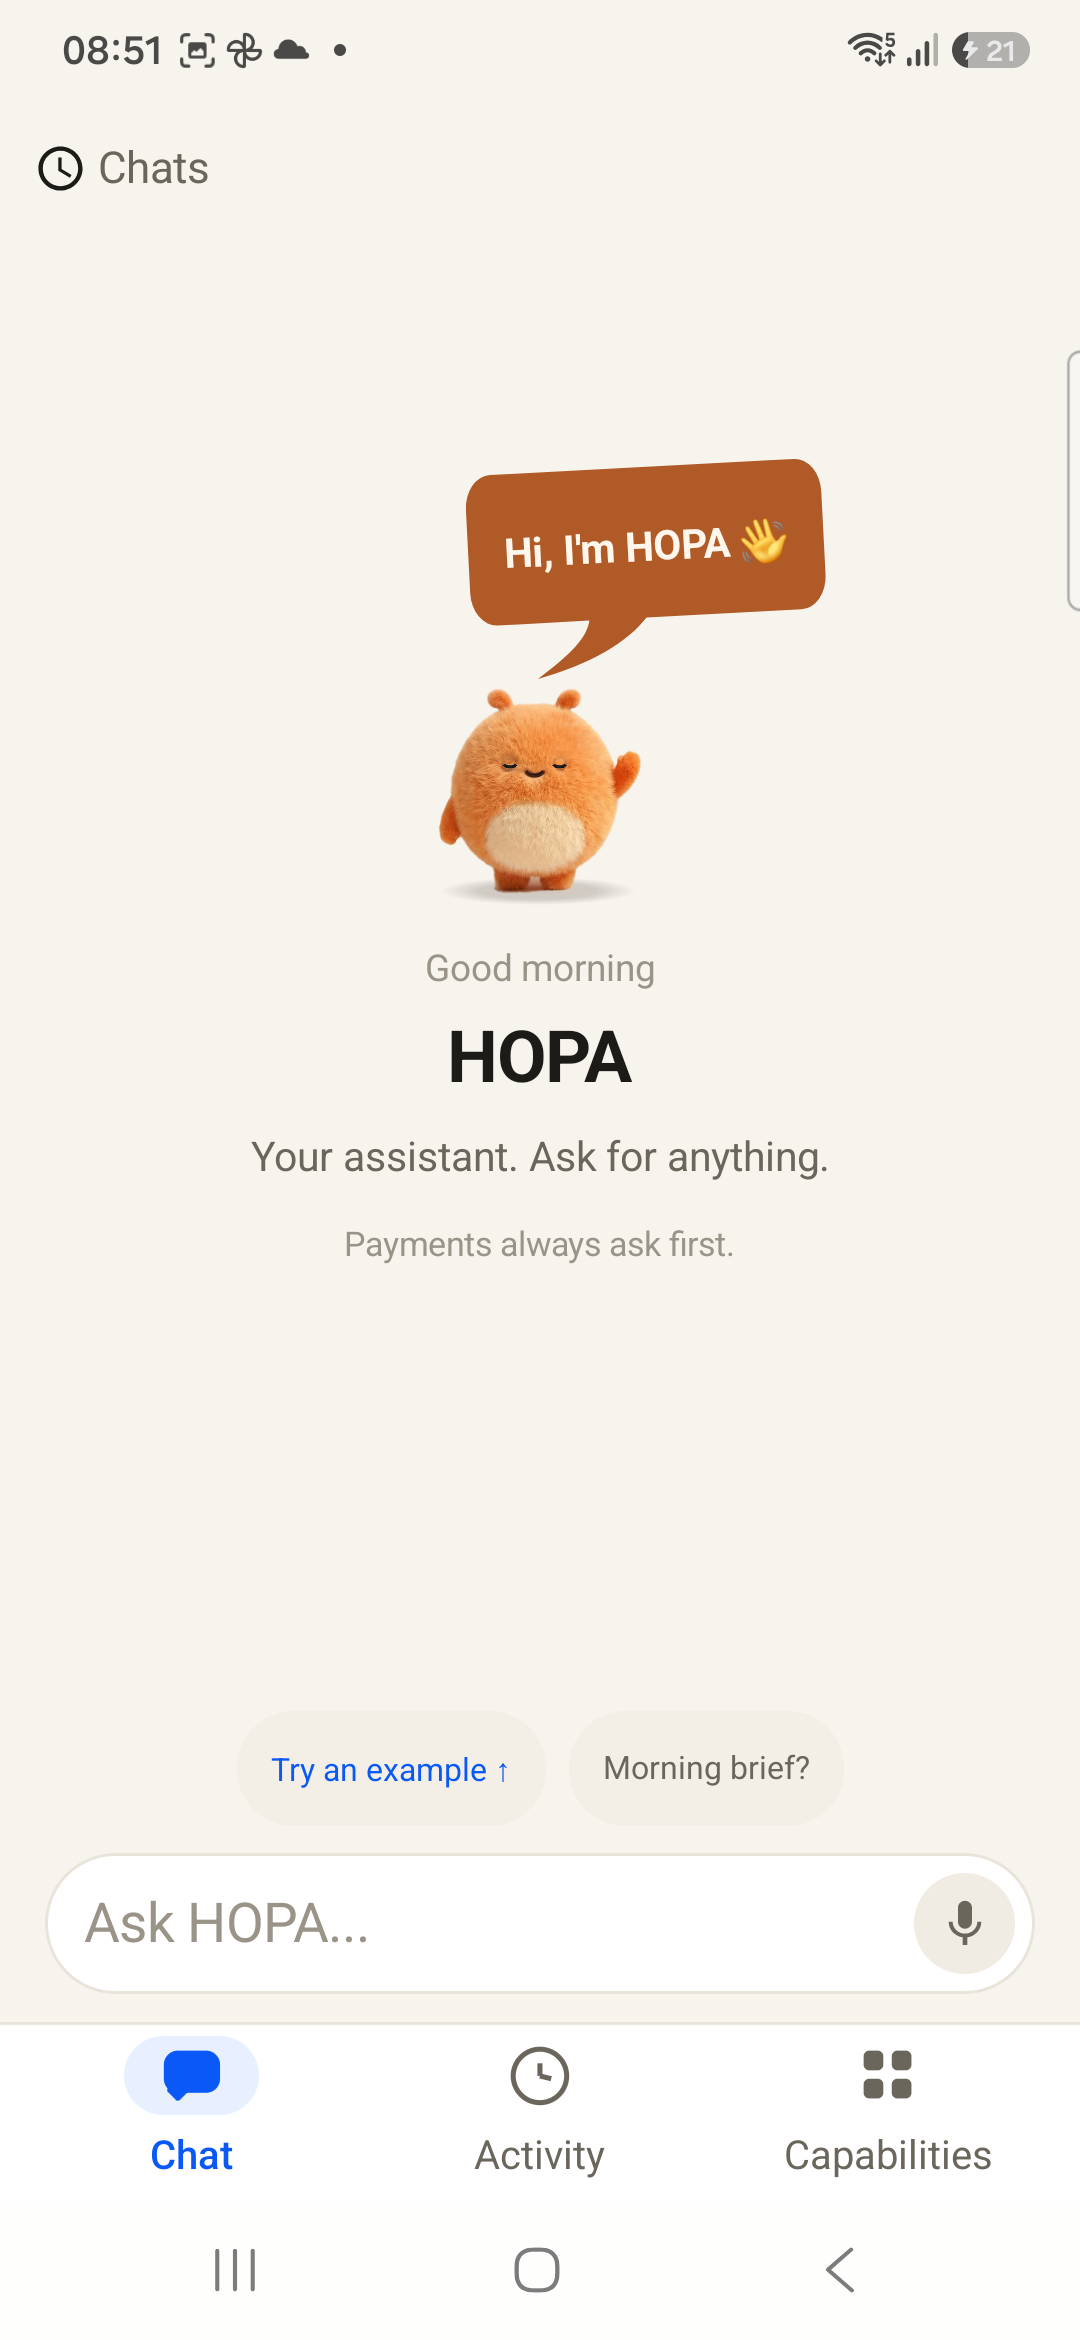 08:51
5
21
Chats
Hi, I'm HOPA 👋
Good morning
HOPA
Your assistant. Ask for anything.
Payments always ask first.
Try an example ↑
Morning brief?
Ask HOPA...
Chat
Activity
Capabilities